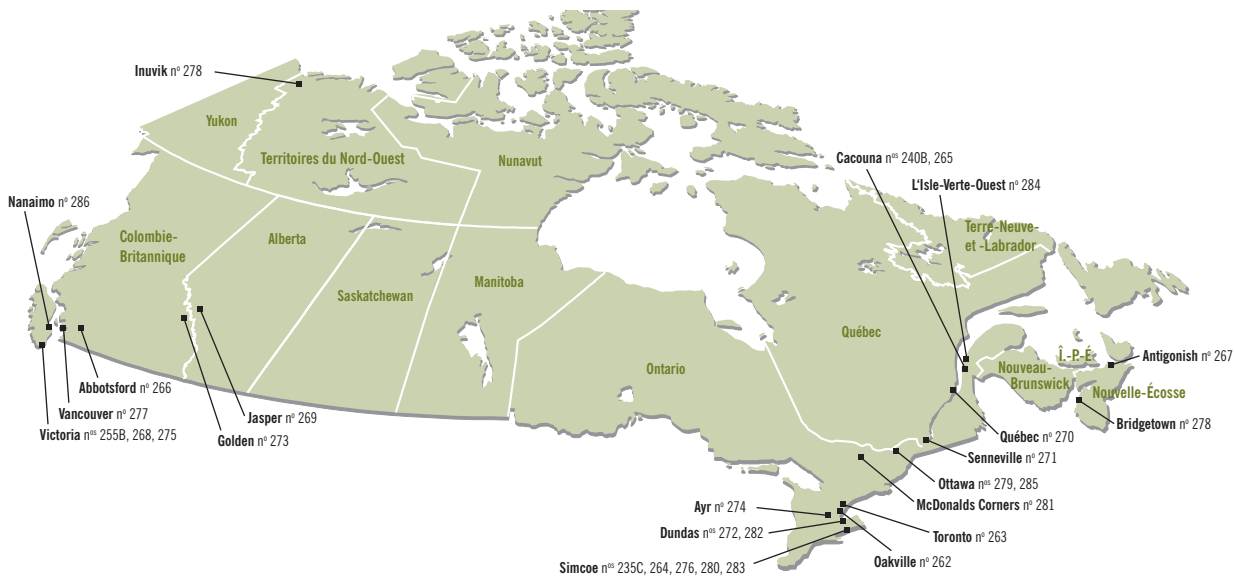 Inuvik nº 278
Yukon
Territoires du Nord-Ouest
Nunavut
Cacouna nºˢ 240B, 265
L'Isle-Verte-Ouest nº 284
Nanaimo nº 286
Colombie-
Britannique
Alberta
Saskatchewan
Manitoba
Ontario
Québec
Terre-Neuve-
et -Labrador
Î.-P.-É.
Nouveau-
Brunswick
Nouvelle-Écosse
Antigonish nº 267
Bridgetown nº 278
Abbotsford nº 266
Vancouver nº 277
Victoria nºˢ 255B, 268, 275
Jasper nº 269
Golden nº 273
Québec nº 270
Senneville nº 271
Ottawa nºˢ 279, 285
McDonalds Corners nº 281
Ayr nº 274
Dundas nºˢ 272, 282
Toronto nº 263
Oakville nº 262
Simcoe nºˢ 235C, 264, 276, 280, 283